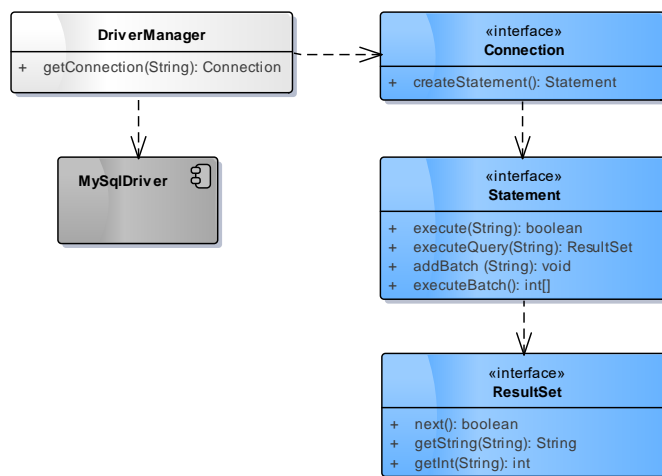 DriverManager
+ getConnection(String): Connection
«interface»
Connection
+ createStatement(): Statement
MySqlDriver
«interface»
Statement
+ execute(String): boolean
+ executeQuery(String): ResultSet
+ addBatch (String): void
+ executeBatch(): int[]
«interface»
ResultSet
+ next(): boolean
+ getString(String): String
+ getInt(String): int